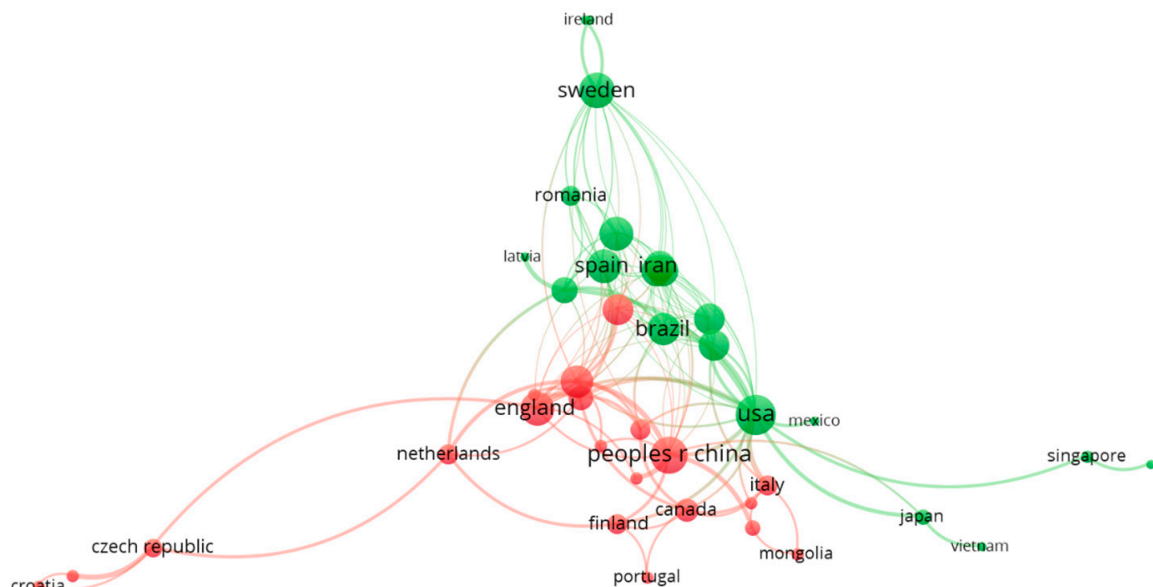 ireland
sweden
romania
latvia
spain
iran
brazil
england
usa
mexico
netherlands
peoples r china
singapore
italy
canada
japan
finland
czech republic
vietnam
mongolia
portugal
croatia